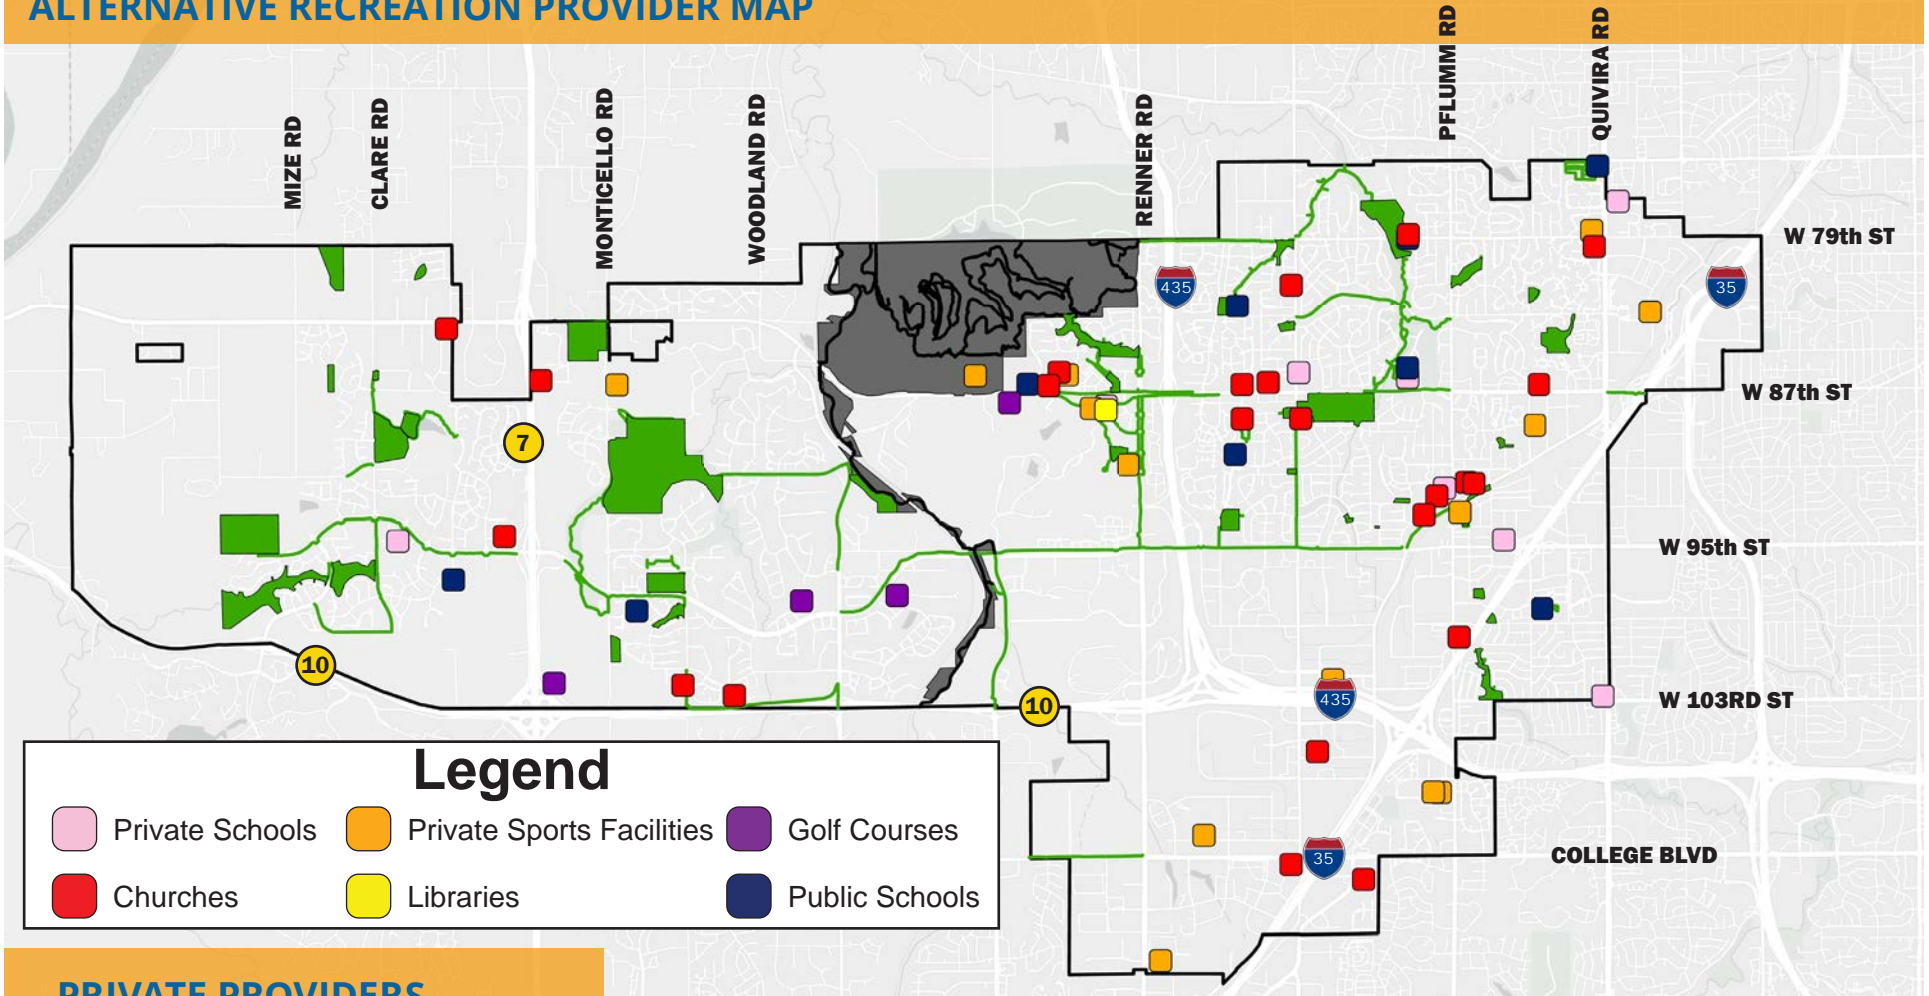 ALTERNATIVE RECREATION PROVIDER MAP
MIZE RD
CLARE RD
MONTICELLO RD
WOODLAND RD
RENNER RD
PFLUMM RD
QUIVIRA RD
W 79th ST
435
35
W 87th ST
7
W 95th ST
10
10
435
W 103RD ST
35
COLLEGE BLVD
Legend
Private Schools
Private Sports Facilities
Golf Courses
Churches
Libraries
Public Schools
PRIVATE PROVIDERS